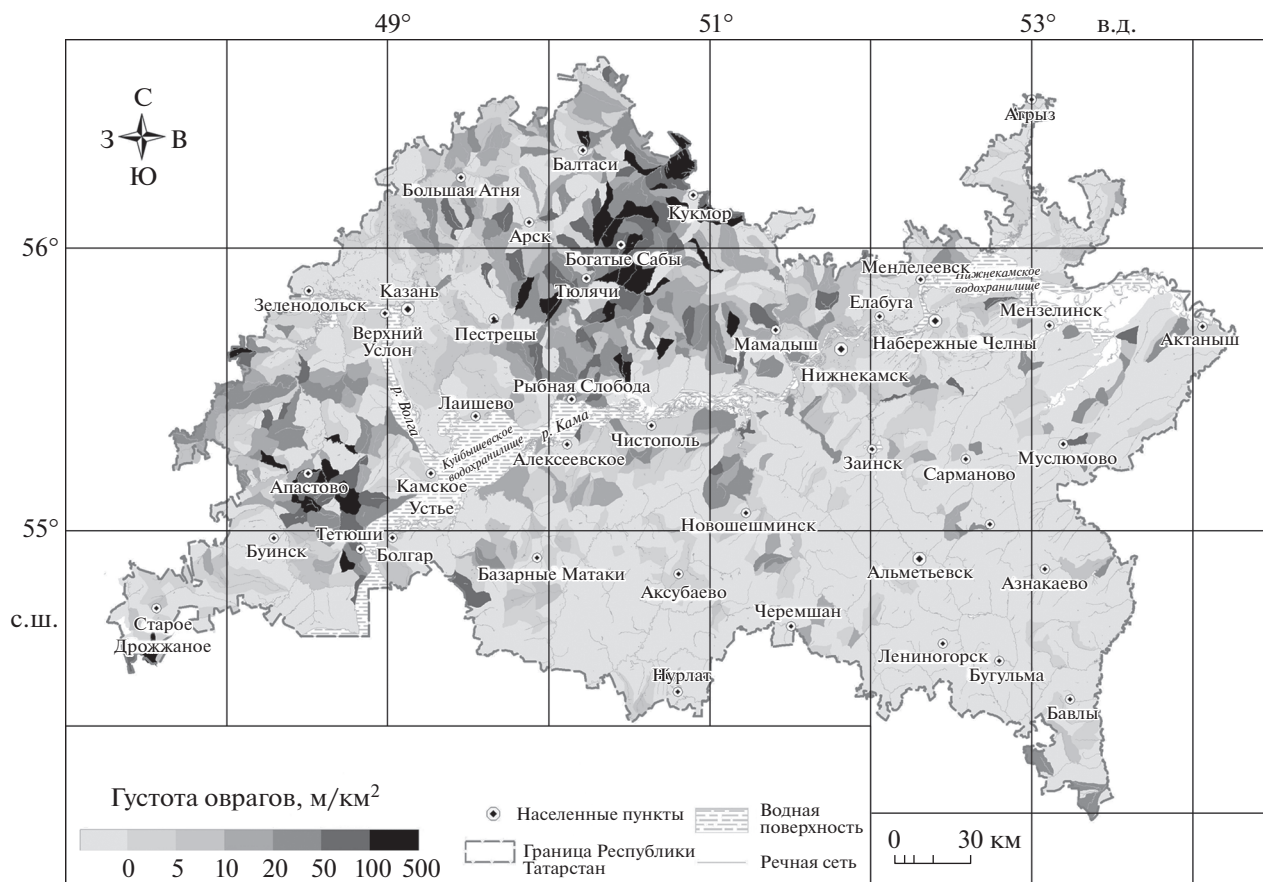 49° 51° 53° в.д.
С
З В
Ю
Агрыз
Балтаси
Большая Атня
Кукмор
Арск
56°
Богатые Сабы
Менделеевск
Нижнекамское
водохранилище
Тюлячи
Зеленодольск
Казань
Елабуга
Мензелинск
Верхний
Услон
Пестрецы
Мамадыш
Набережные Челны
Актаныш
Нижнекамск
Рыбная Слобода
р. Волга
Лаишево
р. Кама
Куйбышевское
водохранилище
Чистополь
Алексеевское
Заинск
Сарманово
Муслюмово
Апастово
Камское
Устье
55°
Новошешминск
Тетюши
Буинск
Болгар
Базарные Матаки
Аксубаево
Альметьевск
Азнакаево
с.ш.
Старое
Дрожжаное
Черемшан
Лениногорск
Бугульма
Нурлат
Бавлы
Густота оврагов, м/км²
0 5 10 20 50 100 500
Населенные пункты
Граница Республики
Татарстан
Водная
поверхность
Речная сеть
0 30 км